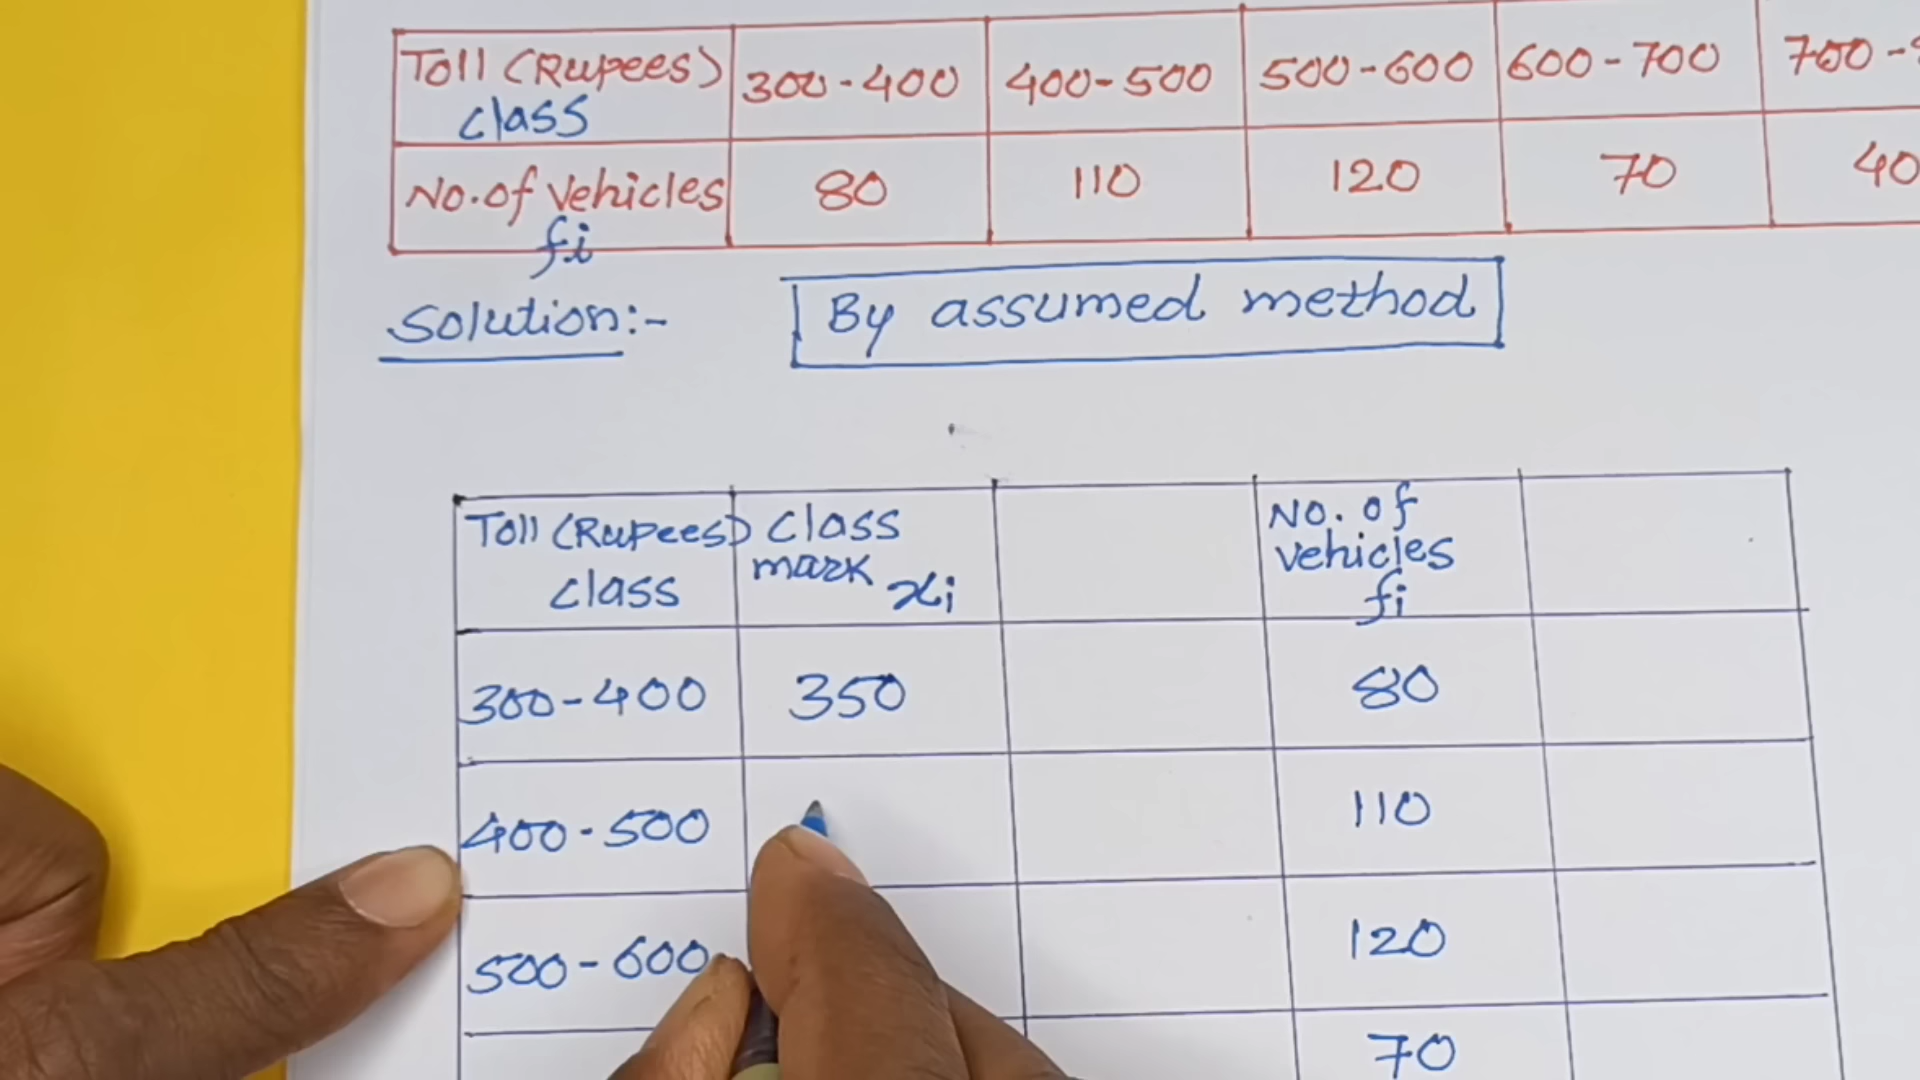 Toll (Rupees) 300-400 400-500 500-600 600-700 700-
class
No. of vehicles 80 110 120 70 40
fi
Solution:- By assumed method
Toll (Rupees) class mark xi No. of vehicles fi
class
300-400 350 80
400-500 110
500-600 120
70